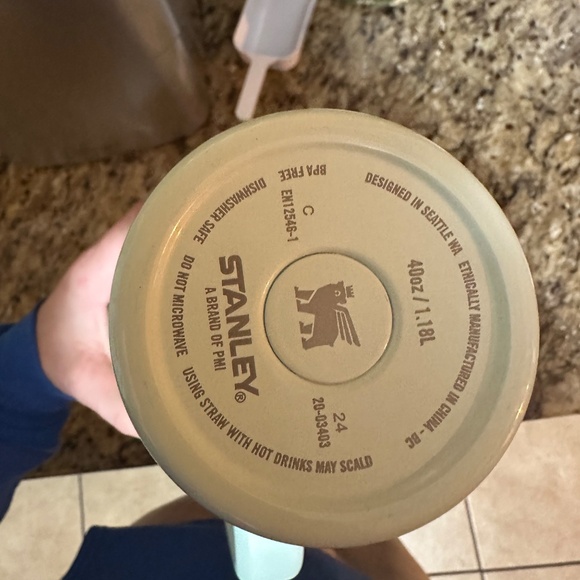 STANLEY®
A BRAND OF PMI
40oz / 1.18L
24
20-03403
C
EN12546-1
BPA FREE
DESIGNED IN SEATTLE WA ETHICALLY MANUFACTURED IN CHINA - BC
DISHWASHER SAFE DO NOT MICROWAVE USING STRAW WITH HOT DRINKS MAY SCALD